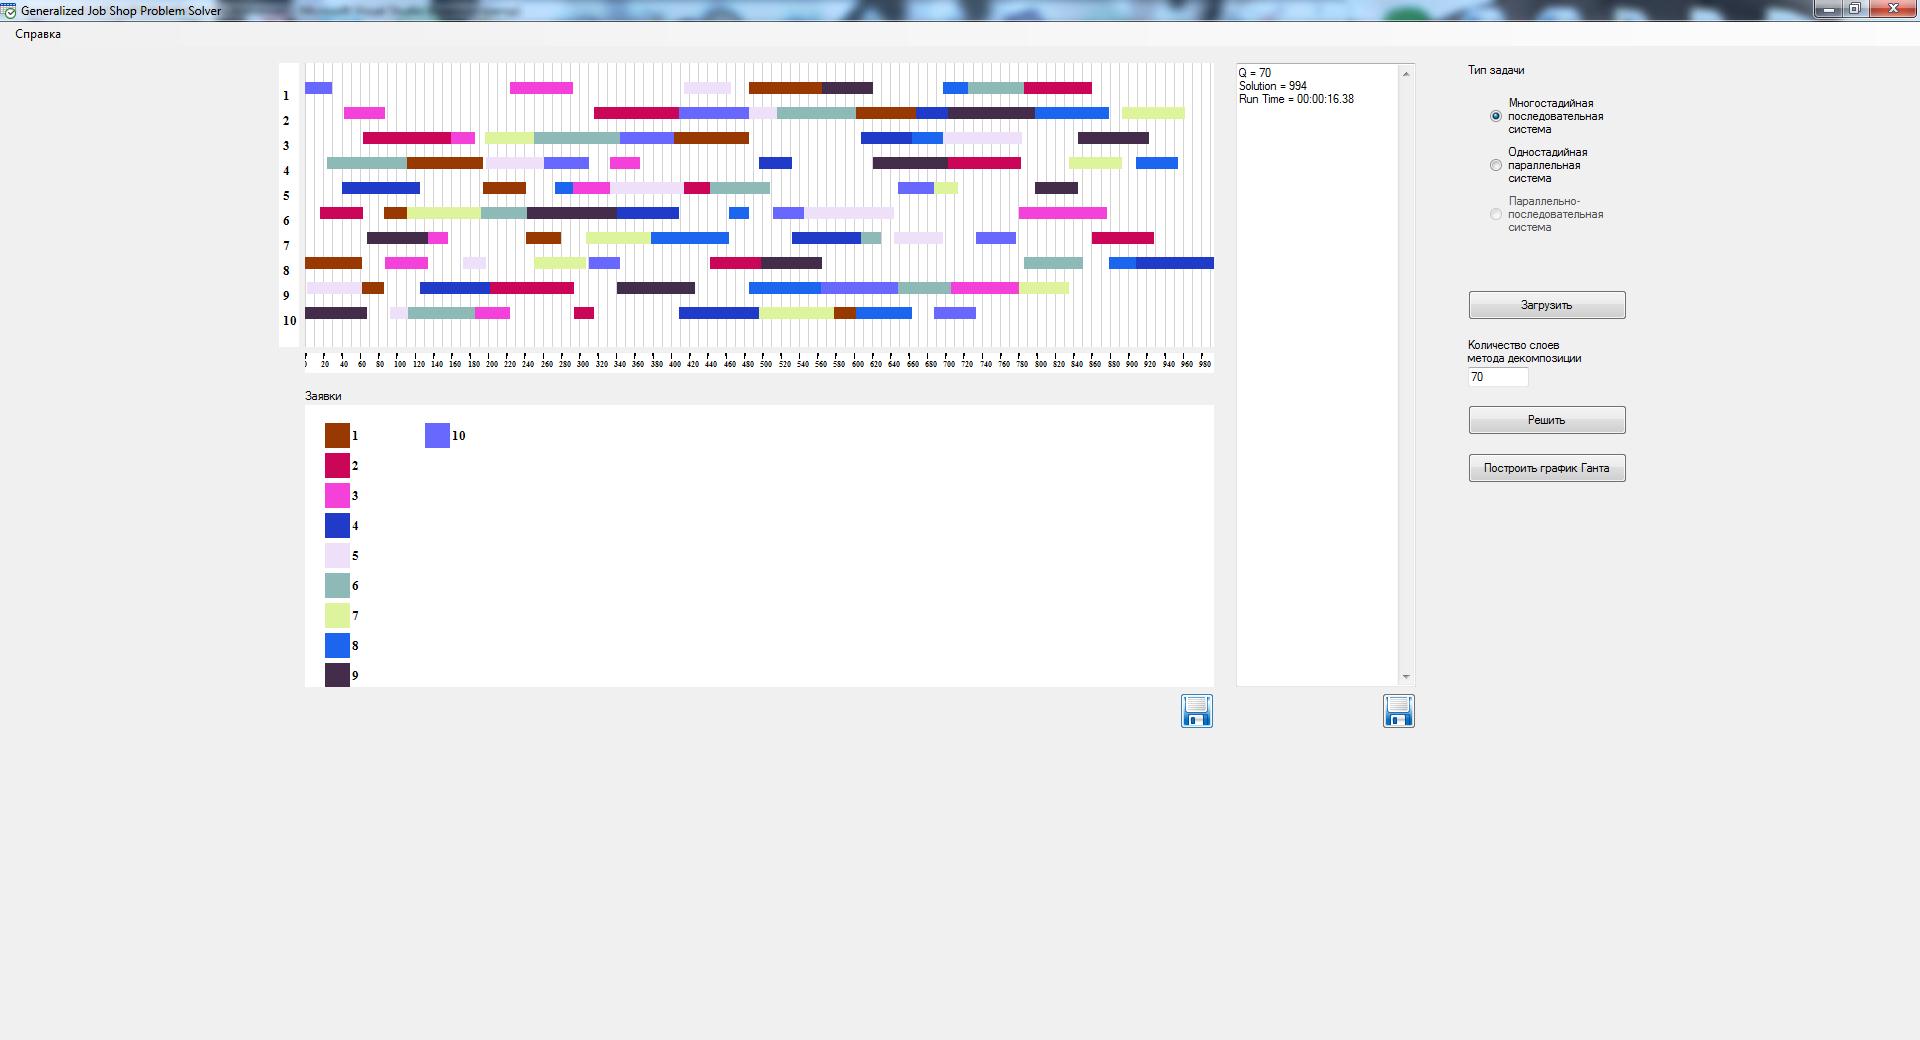 Generalized Job Shop Problem Solver
Справка
1
2
3
4
5
6
7
8
9
10
0 20 40 60 80 100 120 140 160 180 200 220 240 260 280 300 320 340 360 380 400 420 440 460 480 500 520 540 560 580 600 620 640 660 680 700 720 740 760 780 800 820 840 860 880 900 920 940 960 980
Заявки
1
2
3
4
5
6
7
8
9
10
Q = 70
Solution = 994
Run Time = 00:00:16.38
Тип задачи
Многостадийная
последовательная
система
Одностадийная
параллельная
система
Параллельно-
последовательная
система
Загрузить
Количество слоев
метода декомпозиции
70
Решить
Построить график Ганта